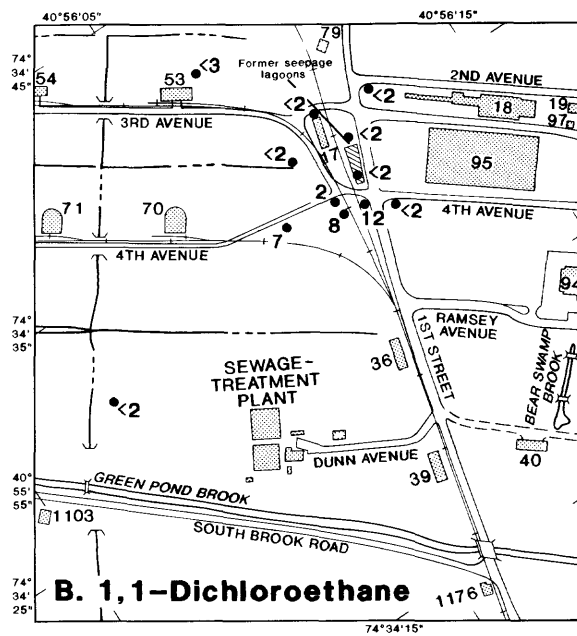 40° 56' 05"
40° 56' 15"
74°
34'
45"
79
54
53
<3
Former seepage
lagoons
2ND AVENUE
18
19
97
3RD AVENUE
<2
<2
17
<2
<2
<2
95
71
70
2
8
12
<2
4TH AVENUE
7
4TH AVENUE
94
74°
34'
35"
RAMSEY
AVENUE
1ST STREET
BEAR SWAMP
BROOK
SEWAGE-
TREATMENT
PLANT
36
<2
DUNN AVENUE
39
40
40°
55'
55"
GREEN POND BROOK
SOUTH BROOK ROAD
1103
74°
34'
25"
B. 1,1–Dichloroethane
1176
74° 34' 15"